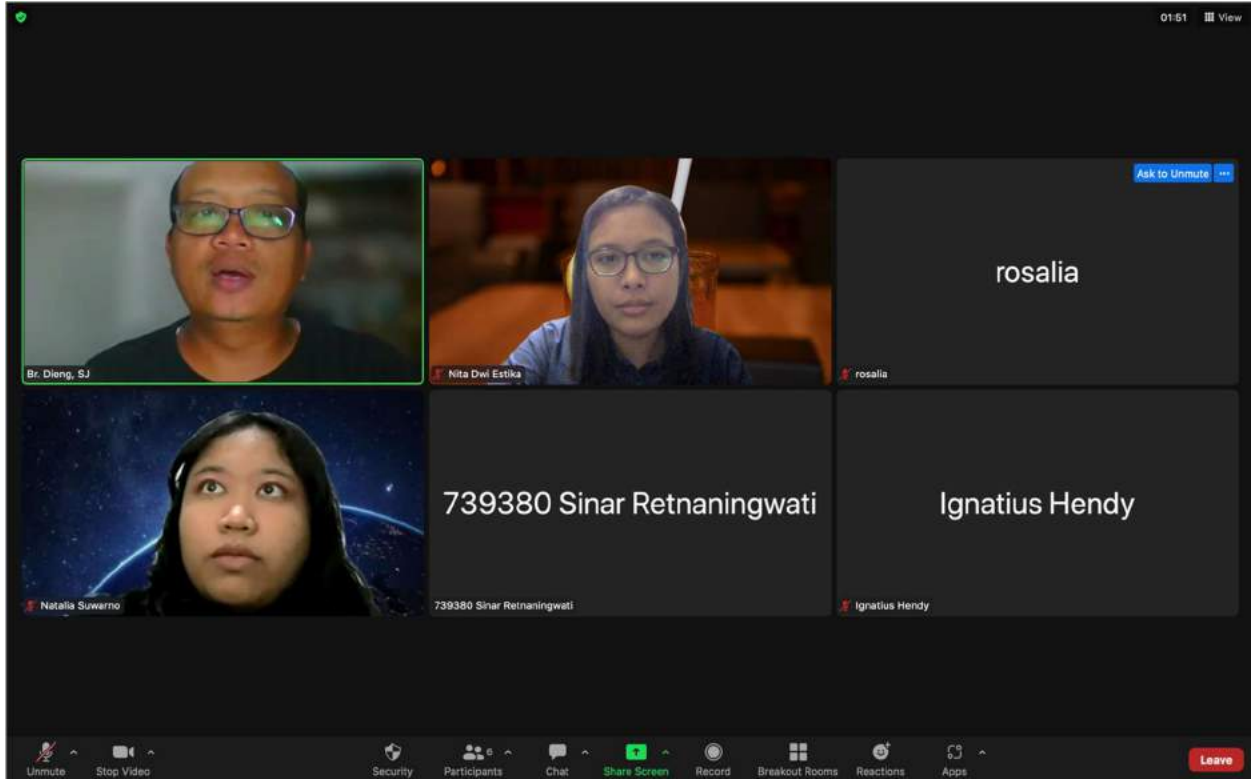 01:51 View
Ask to Unmute ...
rosalia
Br. Dieng, SJ
Nita Dwi Estika
rosalia
739380 Sinar Retnaningwati
Ignatius Hendy
Natalia Suwarno
739380 Sinar Retnaningwati
Ignatius Hendy
Unmute
Stop Video
Security
6
Participants
Chat
Share Screen
Record
Breakout Rooms
Reactions
Apps
Leave